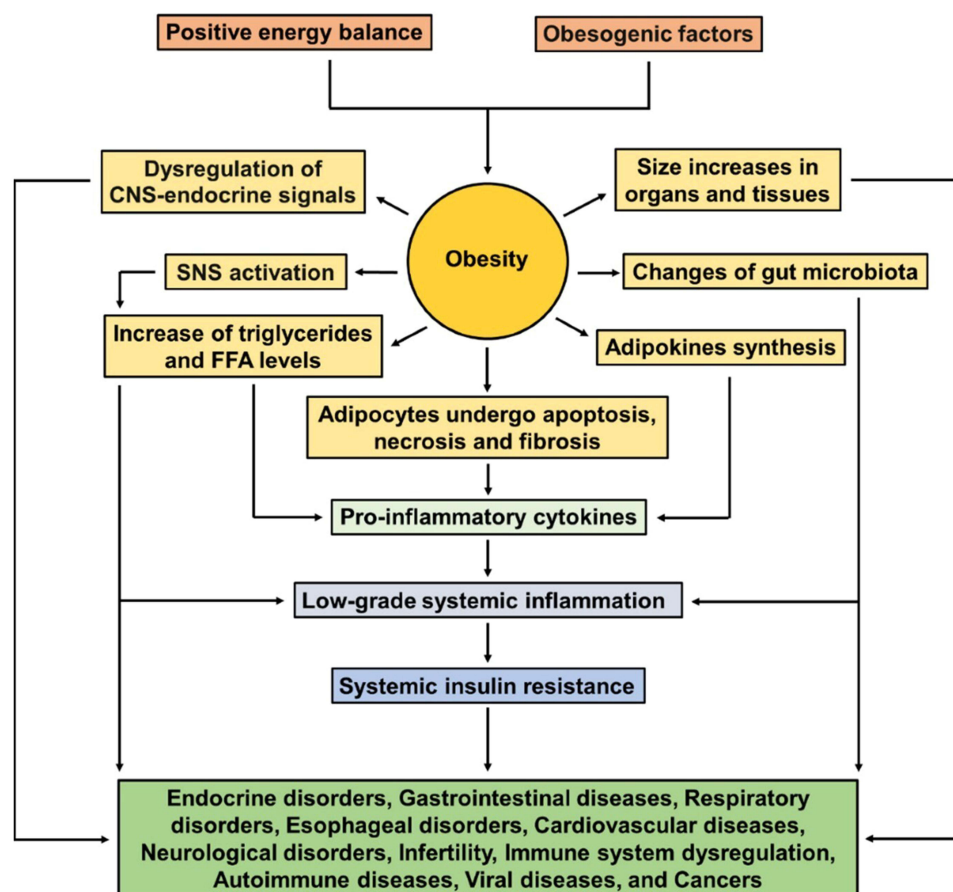 Positive energy balance
Obesogenic factors
Dysregulation of
CNS-endocrine signals
Size increases in
organs and tissues
Obesity
SNS activation
Changes of gut microbiota
Increase of triglycerides
and FFA levels
Adipokines synthesis
Adipocytes undergo apoptosis,
necrosis and fibrosis
Pro-inflammatory cytokines
Low-grade systemic inflammation
Systemic insulin resistance
Endocrine disorders, Gastrointestinal diseases, Respiratory
disorders, Esophageal disorders, Cardiovascular diseases,
Neurological disorders, Infertility, Immune system dysregulation,
Autoimmune diseases, Viral diseases, and Cancers